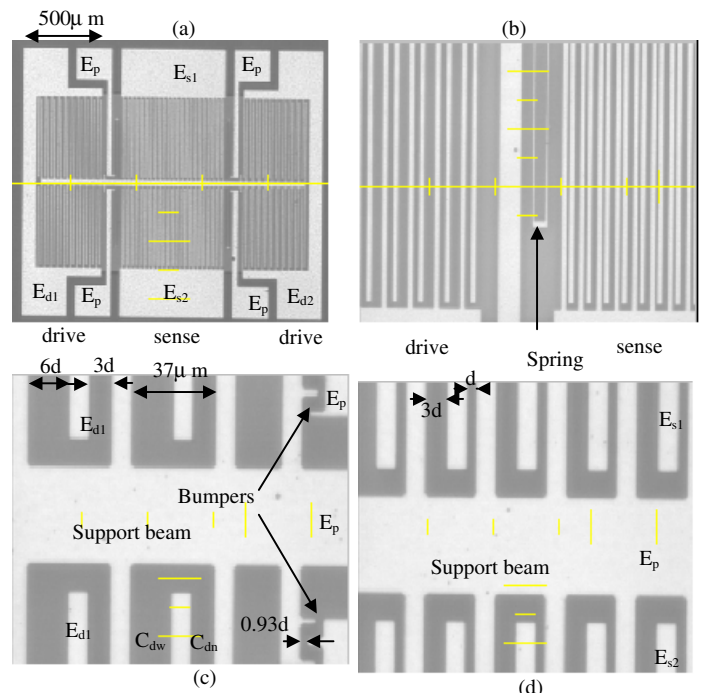 500μ m
(a)
(b)
E_p
E_s1
E_p
E_d1
E_p
E_s2
E_p
E_d2
drive
sense
drive
drive
Spring
sense
6d
3d
37μ m
E_d1
E_p
Bumpers
E_p
Support beam
0.93d
E_d1
C_dw
C_dn
(c)
d
3d
E_s1
Support beam
E_p
E_s2
(d)